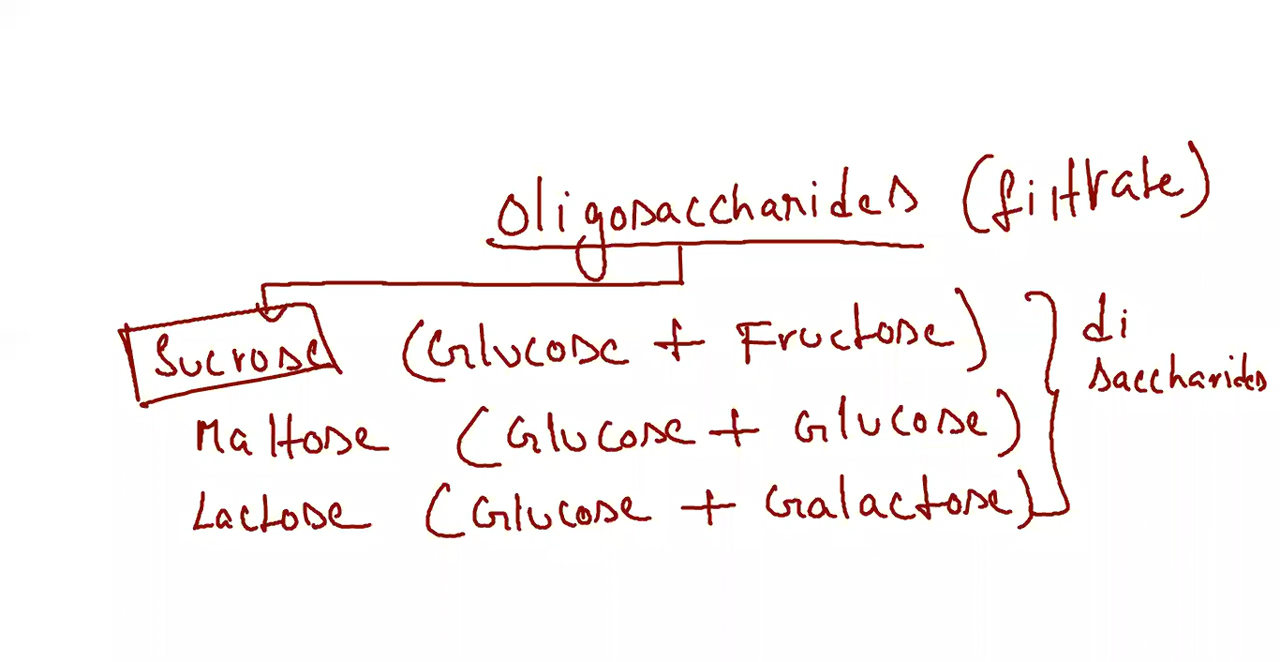 Oligosaccharides (filtrate)
Sucrose (Glucose + Fructose)
Maltose (Glucose + Glucose)
Lactose (Glucose + Galactose)
di
saccharides